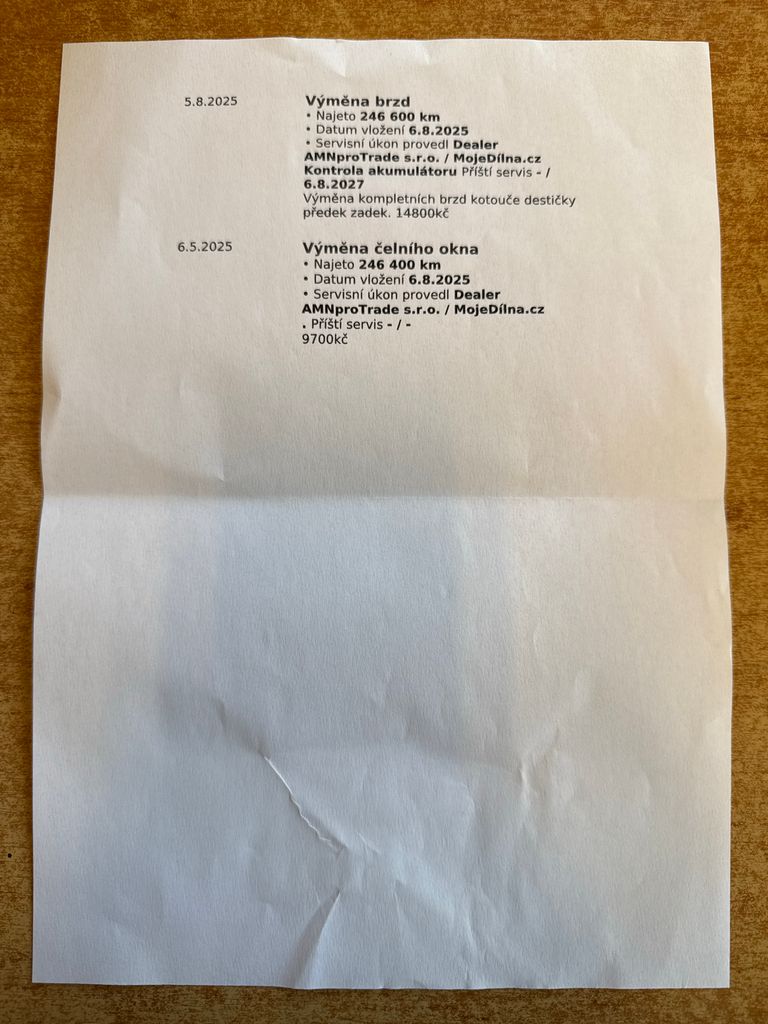 5.8.2025 Výměna brzd
• Najeto 246 600 km
• Datum vložení 6.8.2025
• Servisní úkon provedl Dealer
AMNproTrade s.r.o. / MojeDílna.cz
Kontrola akumulátoru Příští servis - /
6.8.2027
Výměna kompletních brzd kotouče destičky
předek zadek. 14800kč
6.5.2025 Výměna čelního okna
• Najeto 246 400 km
• Datum vložení 6.8.2025
• Servisní úkon provedl Dealer
AMNproTrade s.r.o. / MojeDílna.cz
. Příští servis - / -
9700kč